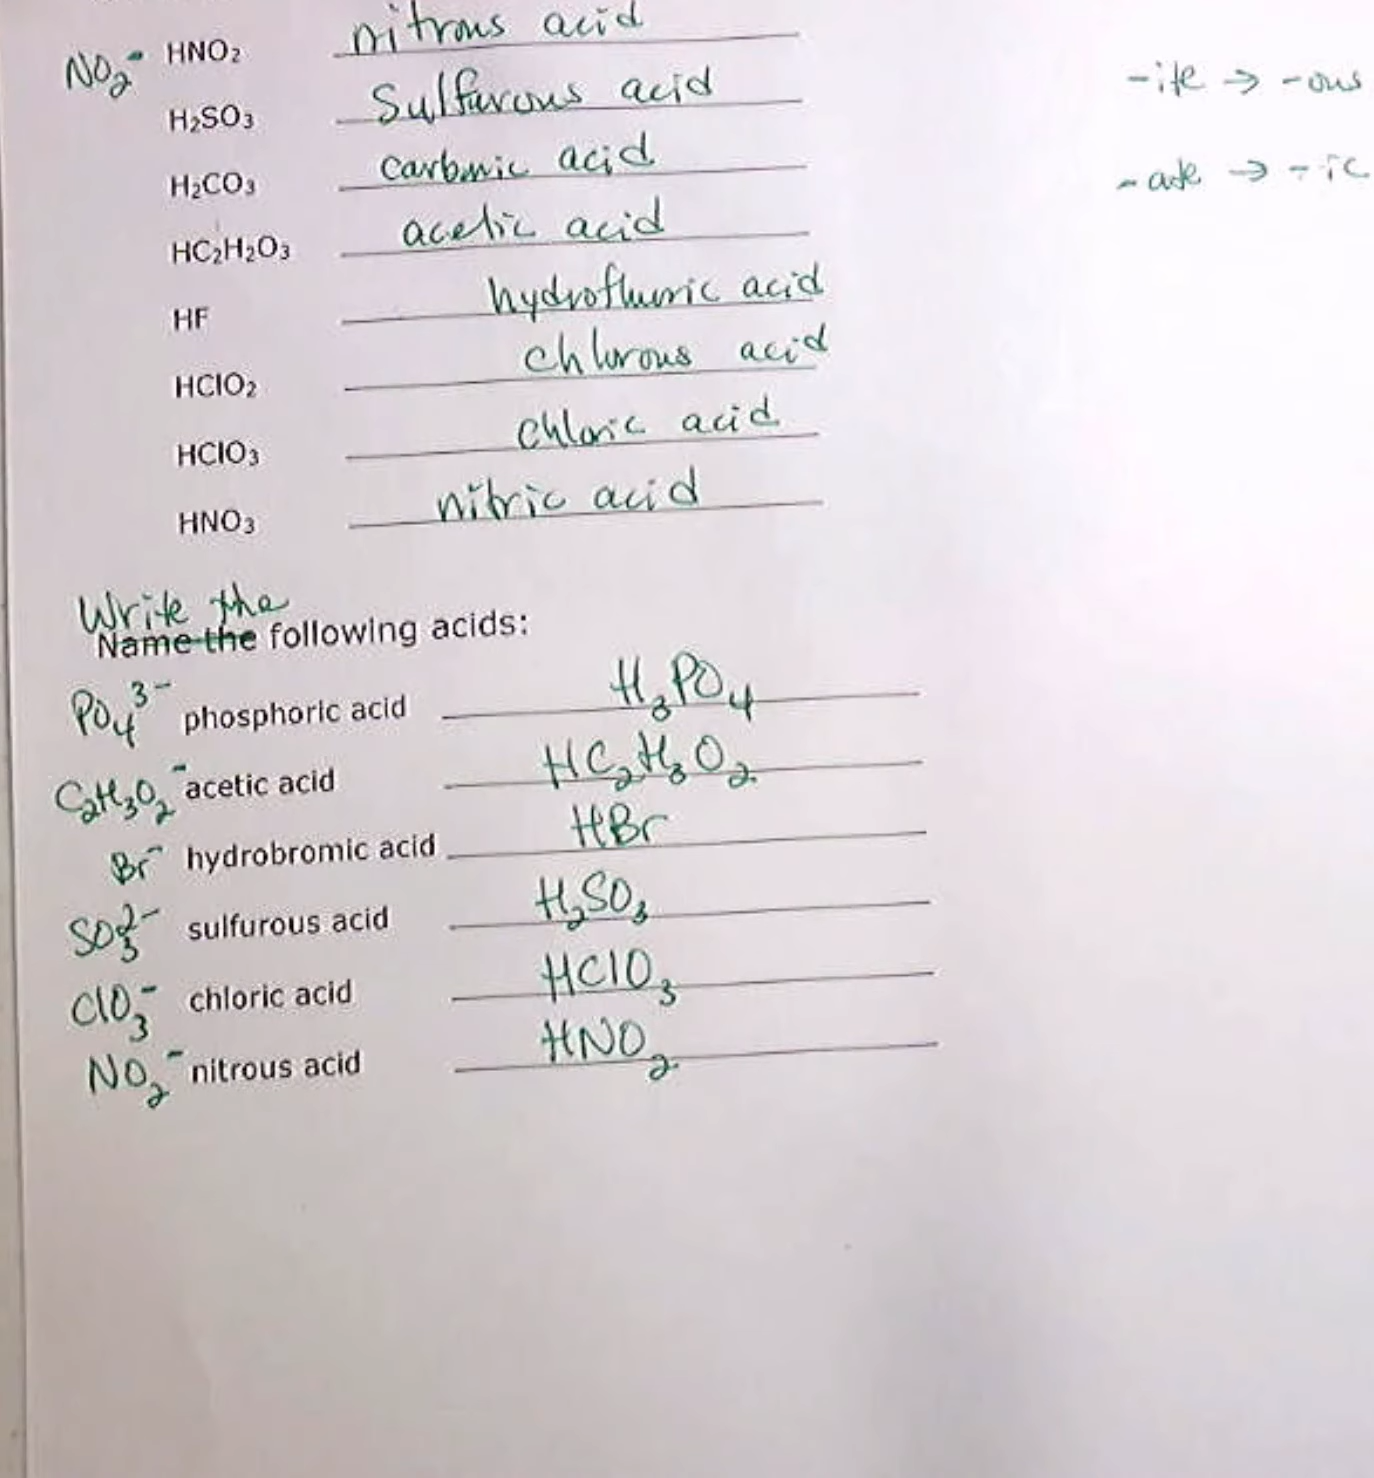 NO₂⁻ HNO₂ nitrous acid
-ite → -ous
H₂SO₃ Sulfurous acid
H₂CO₃ carbonic acid
-ate → -ic
HC₂H₂O₃ acetic acid
HF hydrofluoric acid
HClO₂ chlorous acid
HClO₃ chloric acid
HNO₃ nitric acid
Write the
Name the following acids:
PO₄³⁻ phosphoric acid H₃PO₄
C₂H₃O₂⁻ acetic acid HC₂H₃O₂
Br⁻ hydrobromic acid HBr
SO₃²⁻ sulfurous acid H₂SO₃
ClO₃⁻ chloric acid HClO₃
NO₂⁻ nitrous acid HNO₂